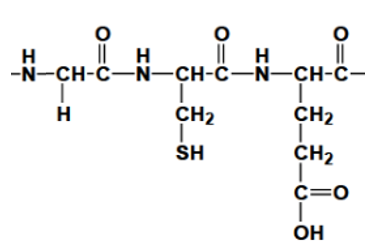 O O O
H H H
-N-CH-C-N-CH-C-N-CH-C-
H CH₂ CH₂
SH CH₂
C=O
OH